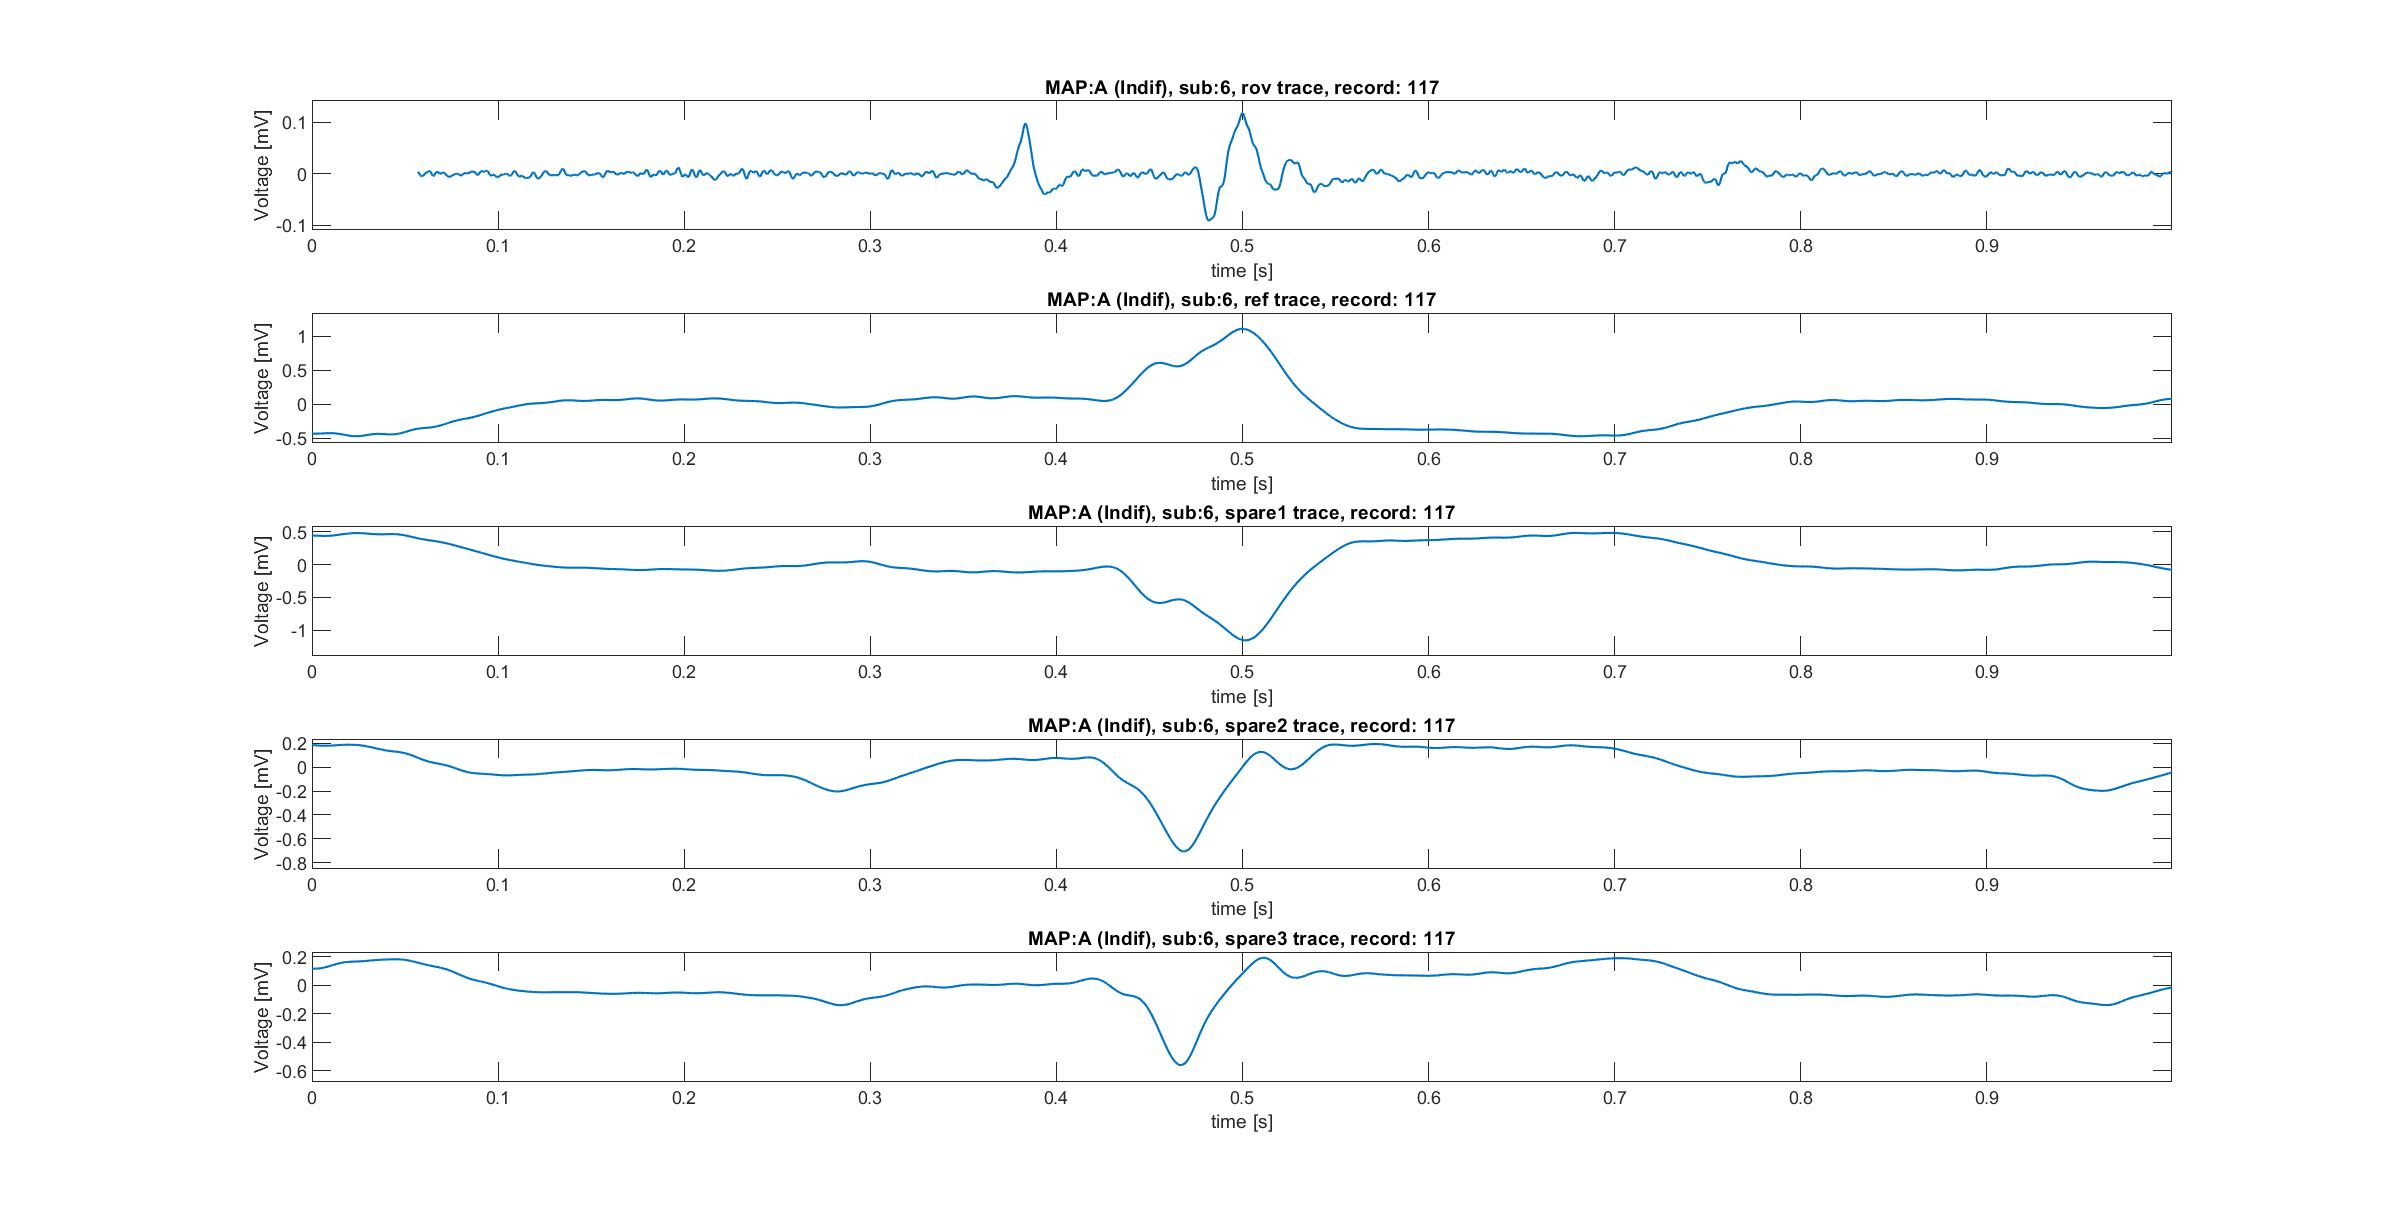 MAP:A (Indif), sub:6, rov trace, record: 117
Voltage [mV]
0.1
0
-0.1
0 0.1 0.2 0.3 0.4 0.5 0.6 0.7 0.8 0.9
time [s]
MAP:A (Indif), sub:6, ref trace, record: 117
Voltage [mV]
1
0.5
0
-0.5
0 0.1 0.2 0.3 0.4 0.5 0.6 0.7 0.8 0.9
time [s]
MAP:A (Indif), sub:6, spare1 trace, record: 117
Voltage [mV]
0.5
0
-0.5
-1
0 0.1 0.2 0.3 0.4 0.5 0.6 0.7 0.8 0.9
time [s]
MAP:A (Indif), sub:6, spare2 trace, record: 117
Voltage [mV]
0.2
0
-0.2
-0.4
-0.6
-0.8
0 0.1 0.2 0.3 0.4 0.5 0.6 0.7 0.8 0.9
time [s]
MAP:A (Indif), sub:6, spare3 trace, record: 117
Voltage [mV]
0.2
0
-0.2
-0.4
-0.6
0 0.1 0.2 0.3 0.4 0.5 0.6 0.7 0.8 0.9
time [s]